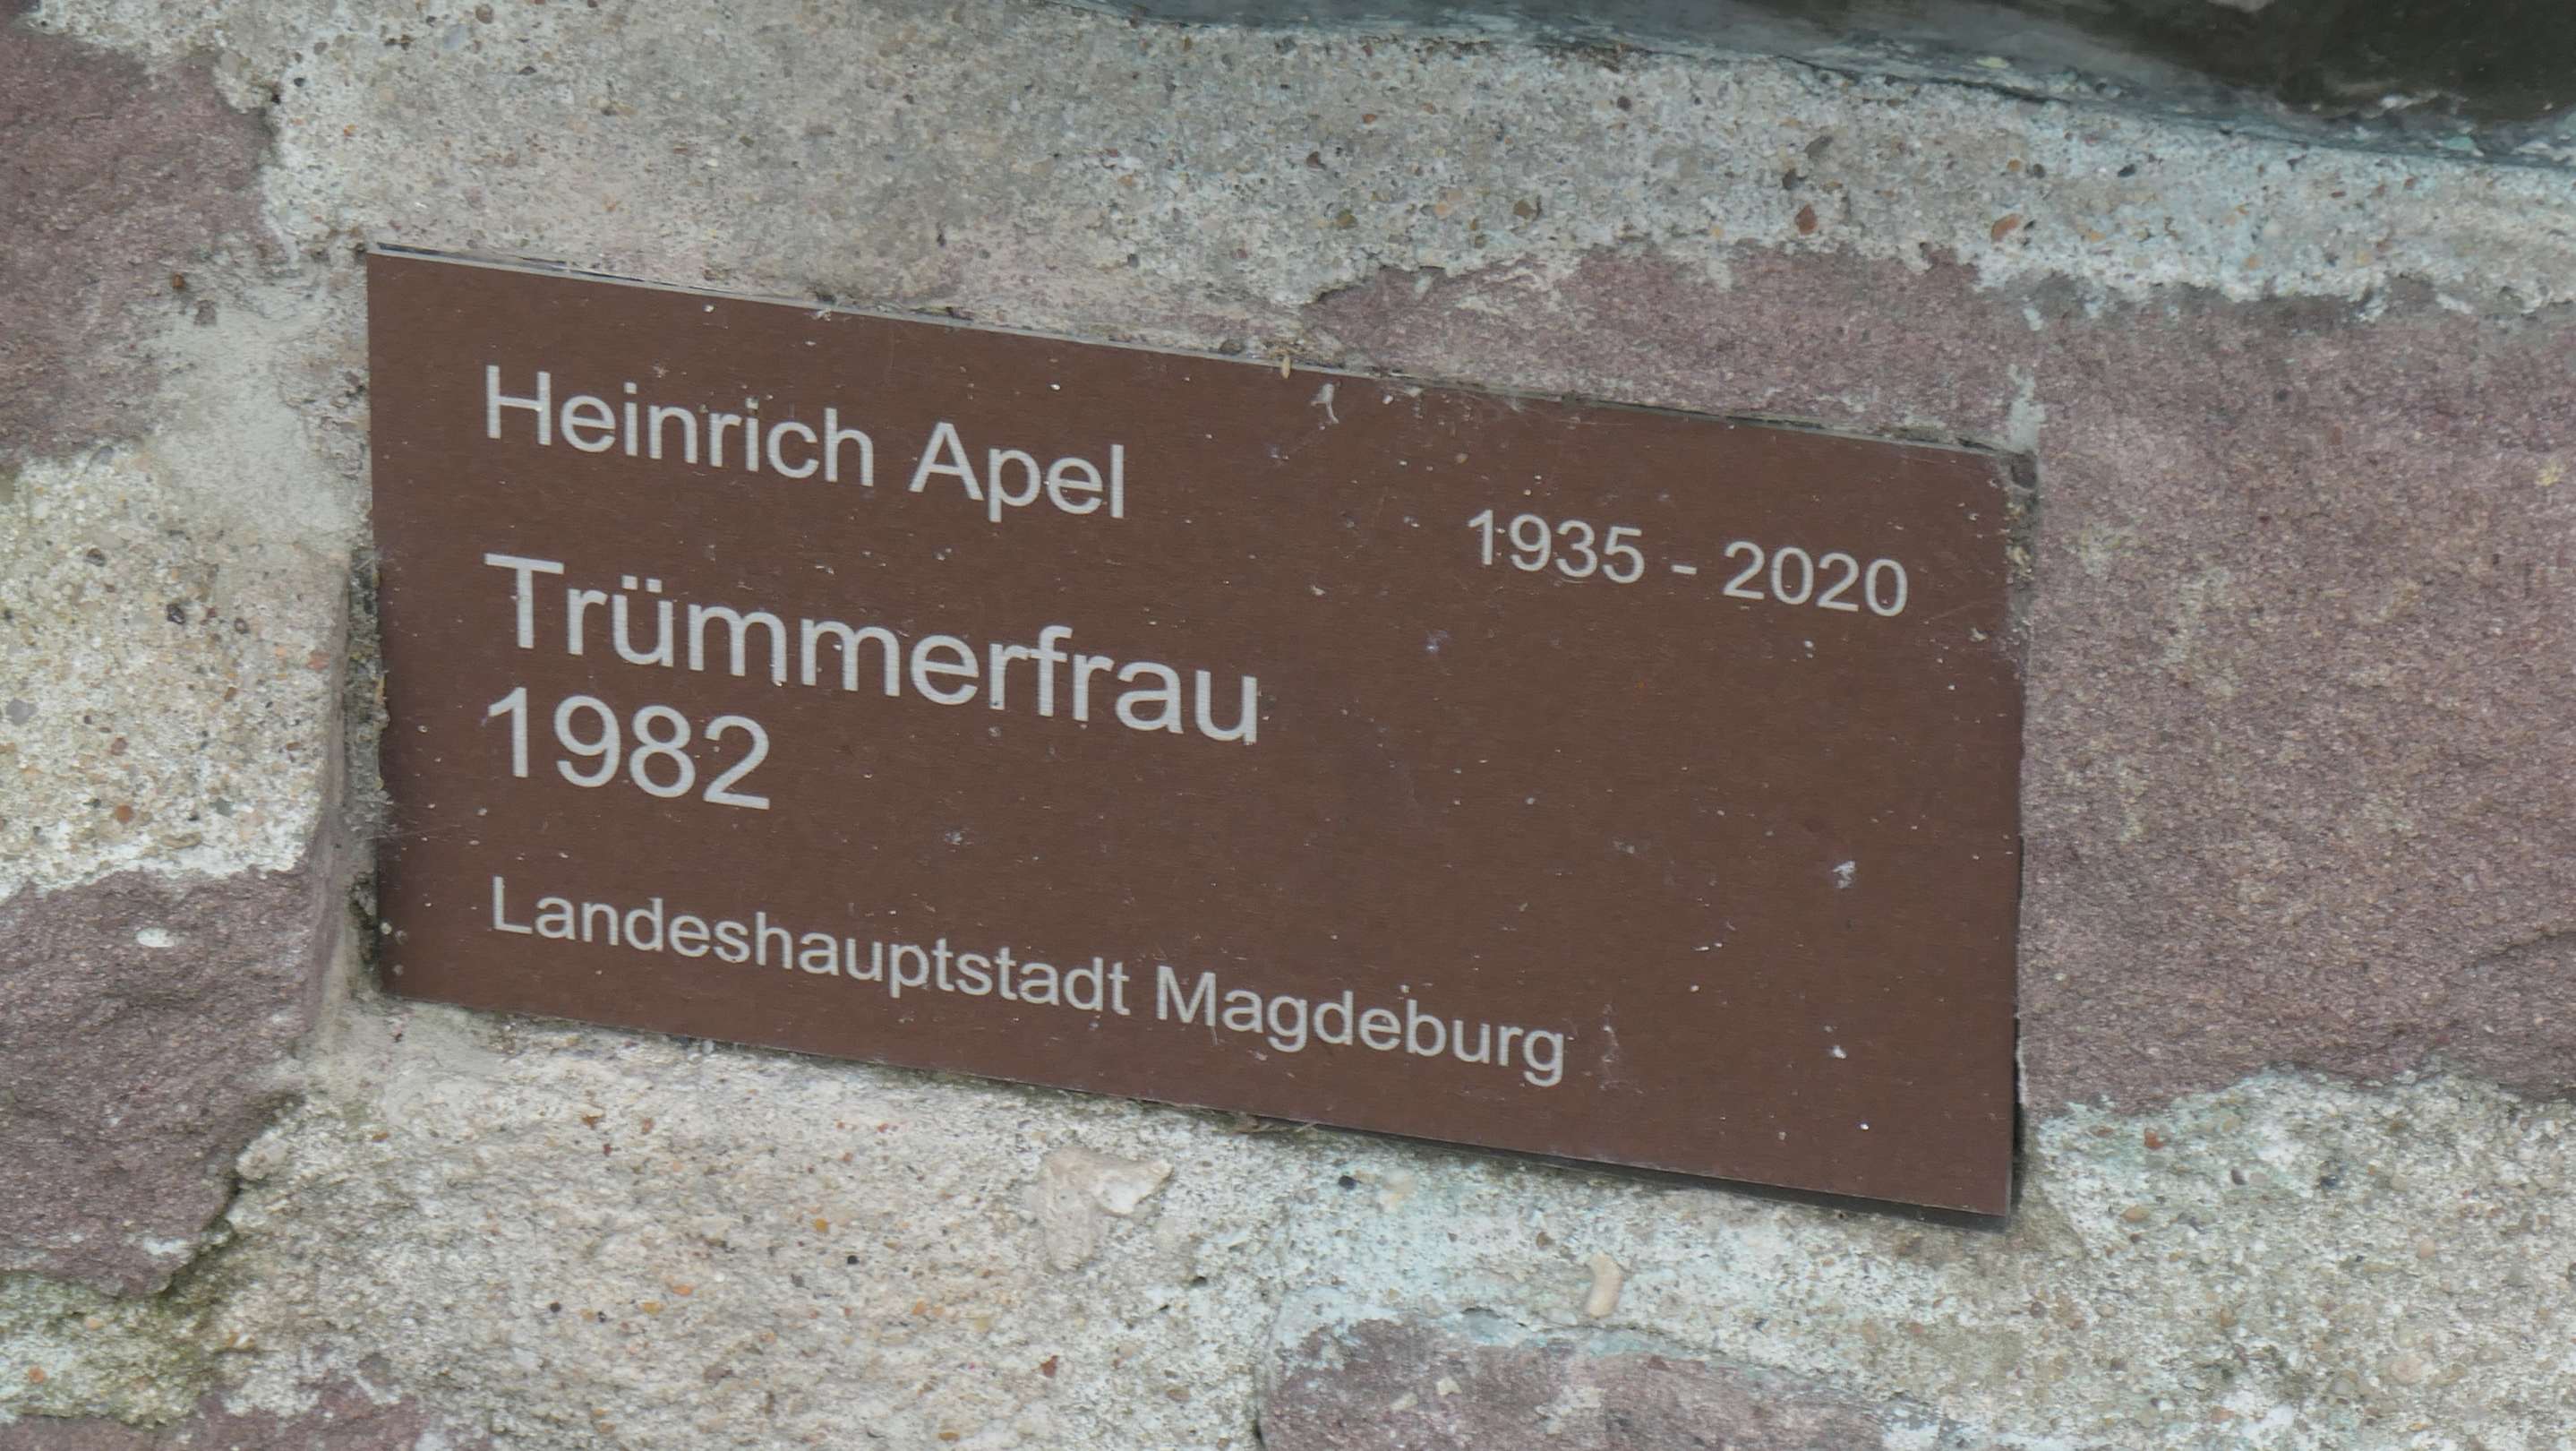 Heinrich Apel
1935 - 2020
Trümmerfrau
1982
Landeshauptstadt Magdeburg